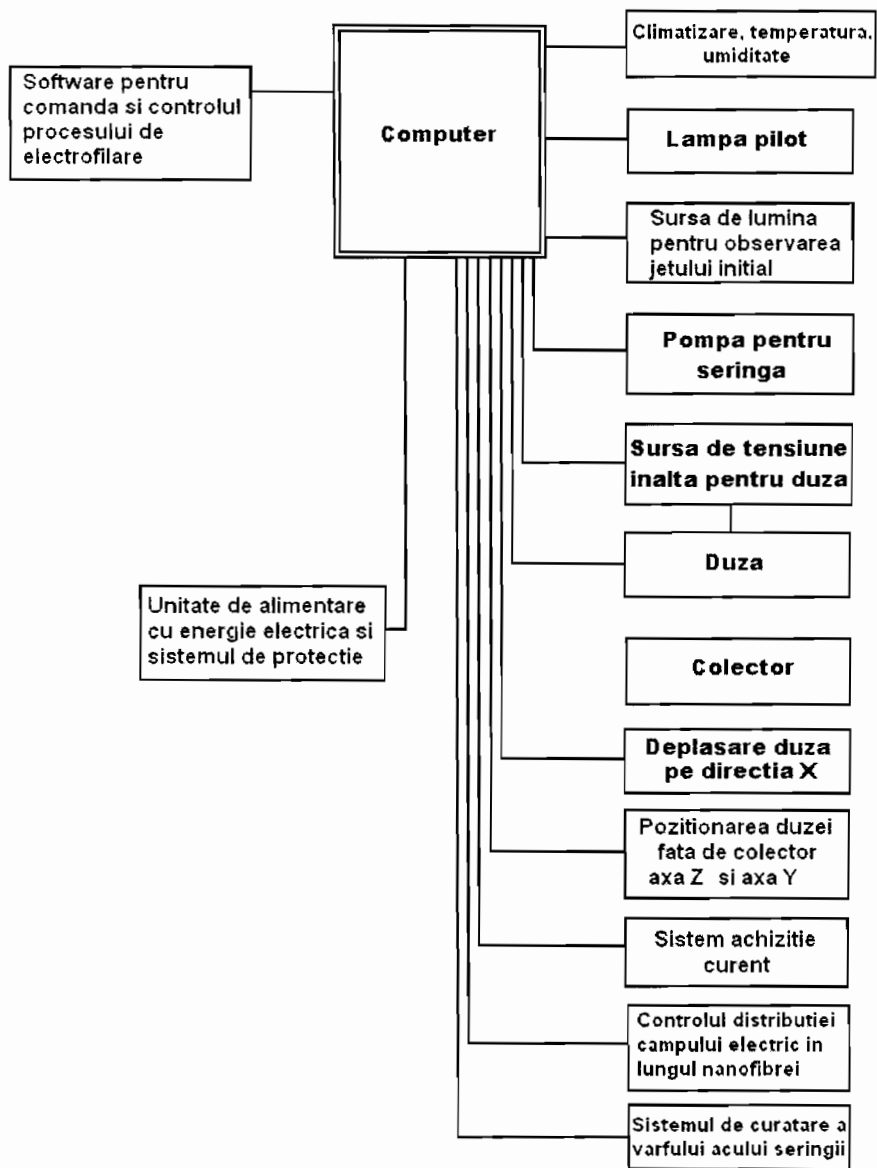 Software pentru
comanda si controlul
procesului de
electrofilare
Computer
Climatizare, temperatura,
umiditate
Lampa pilot
Sursa de lumina
pentru observarea
jetului initial
Pompa pentru
seringa
Sursa de tensiune
inalta pentru duza
Duza
Unitate de alimentare
cu energie electrica si
sistemul de protectie
Colector
Deplasare duza
pe directia X
Pozitionarea duzei
fata de colector
axa Z si axa Y
Sistem achizitie
curent
Controlul distributiei
campului electric in
lungul nanofibrei
Sistemul de curatare a
varfului acului seringii